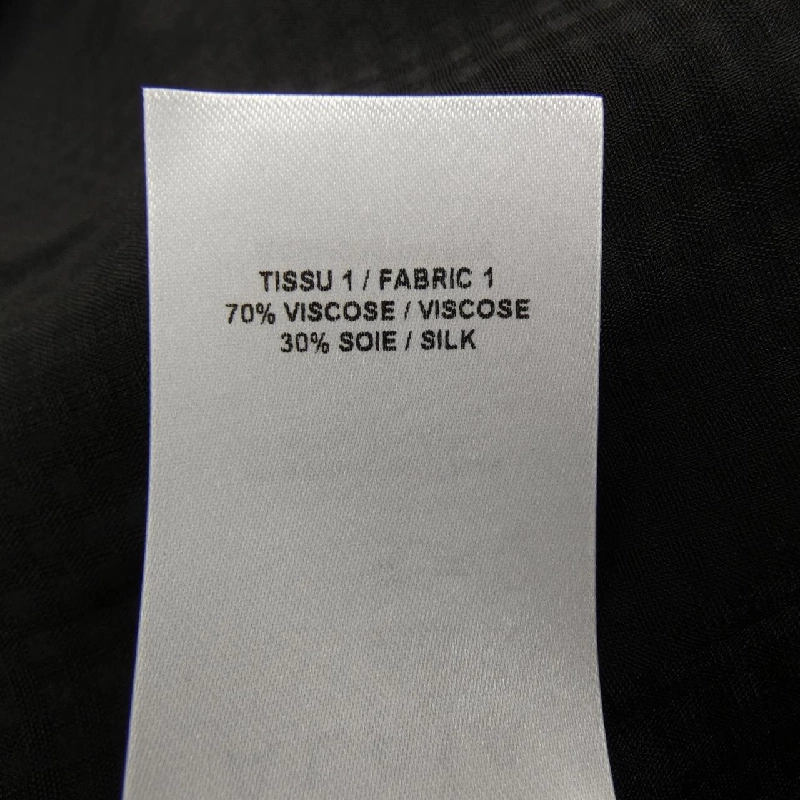 TISSU 1 / FABRIC 1
70% VISCOSE / VISCOSE
30% SOIE / SILK